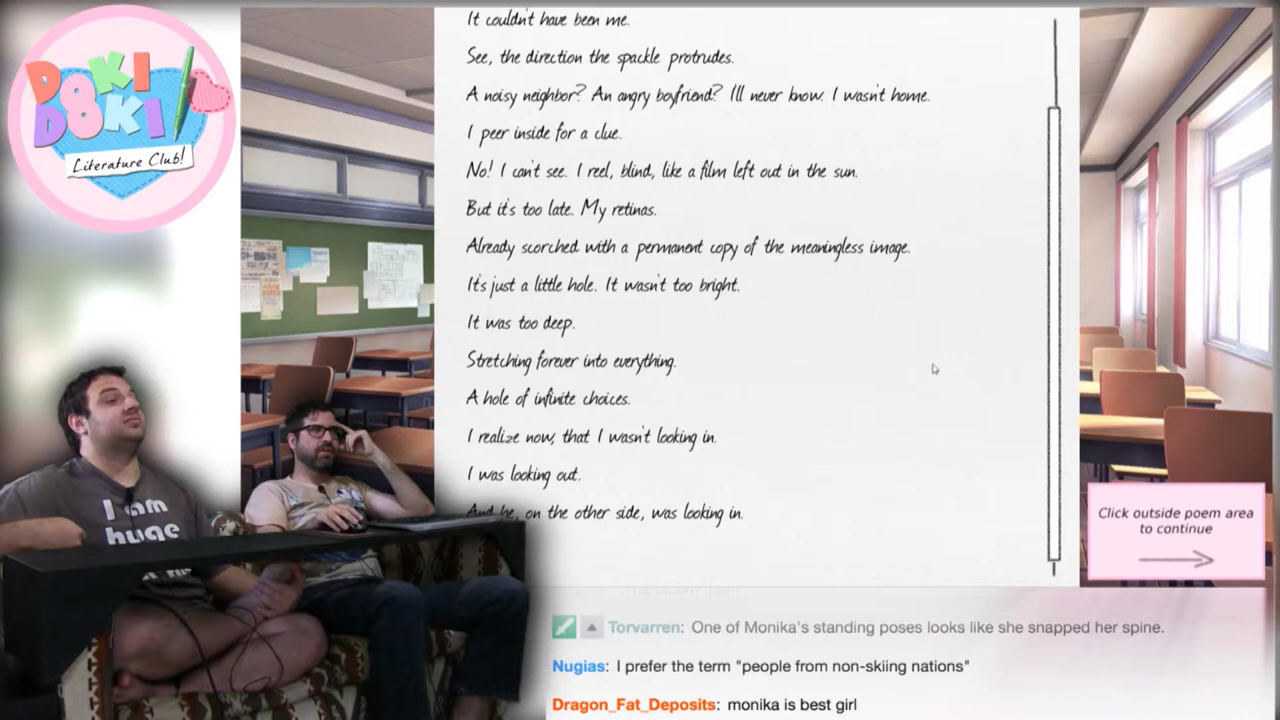 DOKI
DOKI
Literature Club!
It couldn't have been me.
See, the direction the spackle protrudes.
A noisy neighbor? An angry boyfriend? I'll never know. I wasn't home.
I peer inside for a clue.
No! I can't see. I reel, blind, like a film left out in the sun.
But it's too late. My retinas.
Already scorched with a permanent copy of the meaningless image.
It's just a little hole. It wasn't too bright.
It was too deep.
Stretching forever into everything.
A hole of infinite choices.
I realize now, that I wasn't looking in.
I was looking out.
And he, on the other side, was looking in.
I am
huge
Click outside poem area
to continue
Torvarren: One of Monika's standing poses looks like she snapped her spine.
Nugias: I prefer the term "people from non-skiing nations"
Dragon_Fat_Deposits: monika is best girl